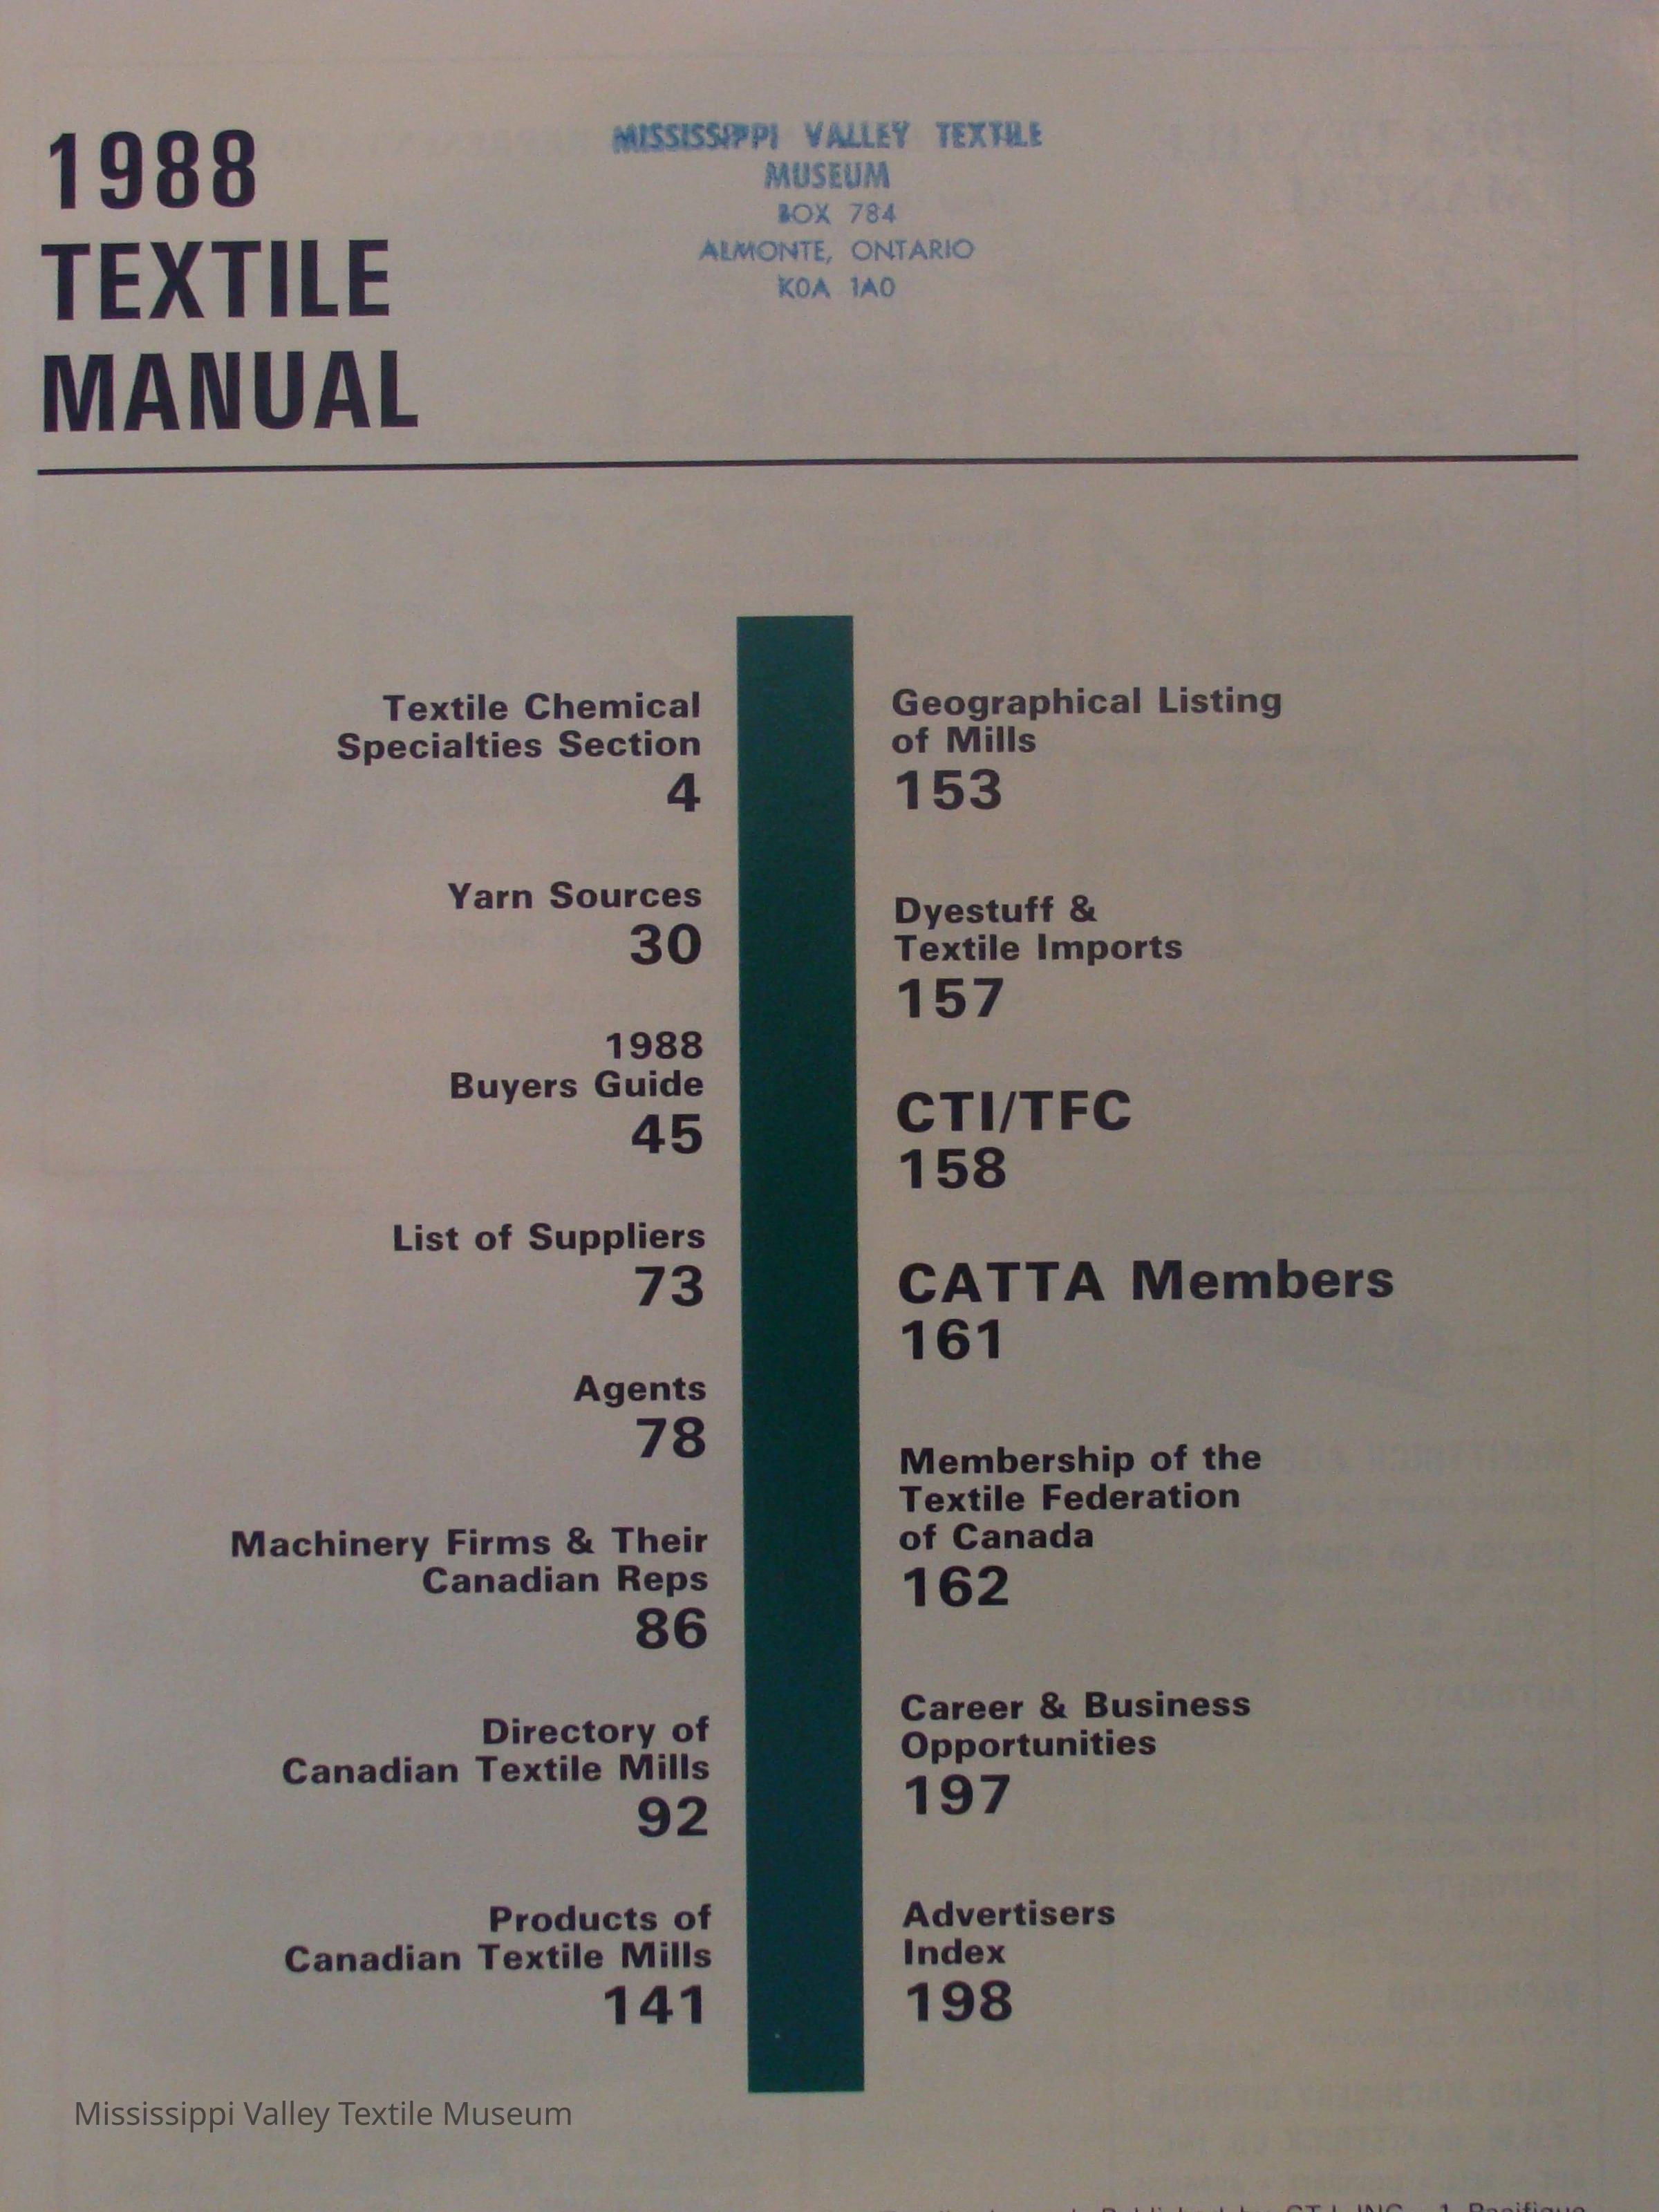 1988
TEXTILE
MANUAL
MISSISSIPPI VALLEY TEXTILE
MUSEUM
BOX 784
ALMONTE, ONTARIO
K0A 1A0
Textile Chemical
Specialties Section
4
Yarn Sources
30
1988
Buyers Guide
45
List of Suppliers
73
Agents
78
Machinery Firms & Their
Canadian Reps
86
Directory of
Canadian Textile Mills
92
Products of
Canadian Textile Mills
141
Geographical Listing
of Mills
153
Dyestuff &
Textile Imports
157
CTI/TFC
158
CATTA Members
161
Membership of the
Textile Federation
of Canada
162
Career & Business
Opportunities
197
Advertisers
Index
198
Mississippi Valley Textile Museum